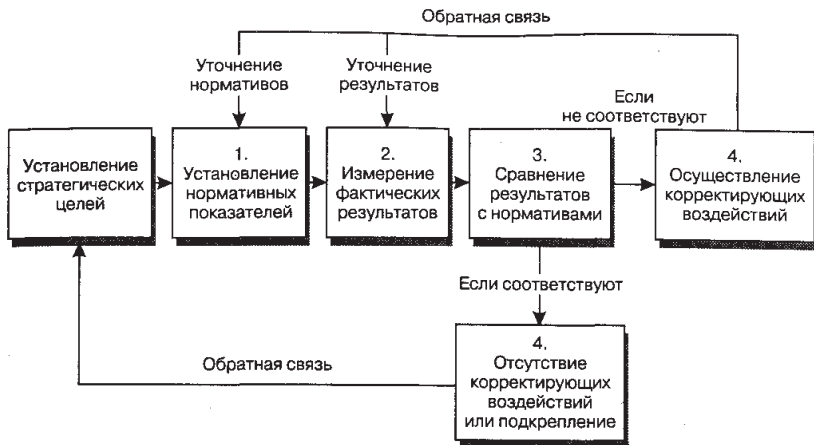 Обратная связь
Уточнение
нормативов
Уточнение
результатов
Если
не соответствуют
Установление
стратегических
целей
1.
Установление
нормативных
показателей
2.
Измерение
фактических
результатов
3.
Сравнение
результатов
с нормативами
4.
Осуществление
корректирующих
воздействий
Если соответствуют
Обратная связь
4.
Отсутствие
корректирующих
воздействий
или подкрепление